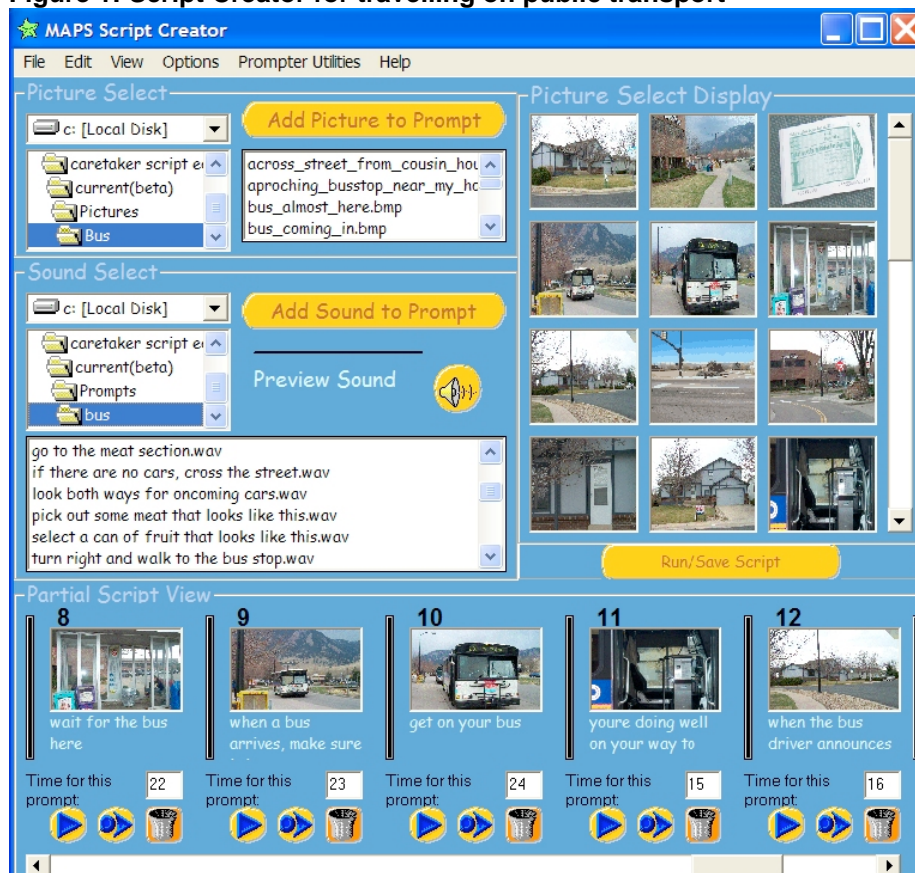 Figure 1: Script Creator for travelling on public transport
MAPS Script Creator
File Edit View Options Prompter Utilities Help
Picture Select
c: [Local Disk]
Add Picture to Prompt
caretaker script e
current(beta)
Pictures
Bus
across_street_from_cousin_hou
aproching_busstop_near_my_ho
bus_almost_here.bmp
bus_coming_in.bmp
Picture Select Display
Sound Select
c: [Local Disk]
Add Sound to Prompt
caretaker script e
current(beta)
Prompts
bus
Preview Sound
go to the meat section.wav
if there are no cars, cross the street.wav
look both ways for oncoming cars.wav
pick out some meat that looks like this.wav
select a can of fruit that looks like this.wav
turn right and walk to the bus stop.wav
Run/Save Script
Partial Script View
8
wait for the bus
here
Time for this
prompt:
22
9
when a bus
arrives, make sure
Time for this
prompt:
23
10
get on your bus
Time for this
prompt:
24
11
youre doing well
on your way to
Time for this
prompt:
15
12
when the bus
driver announces
Time for this
prompt:
16